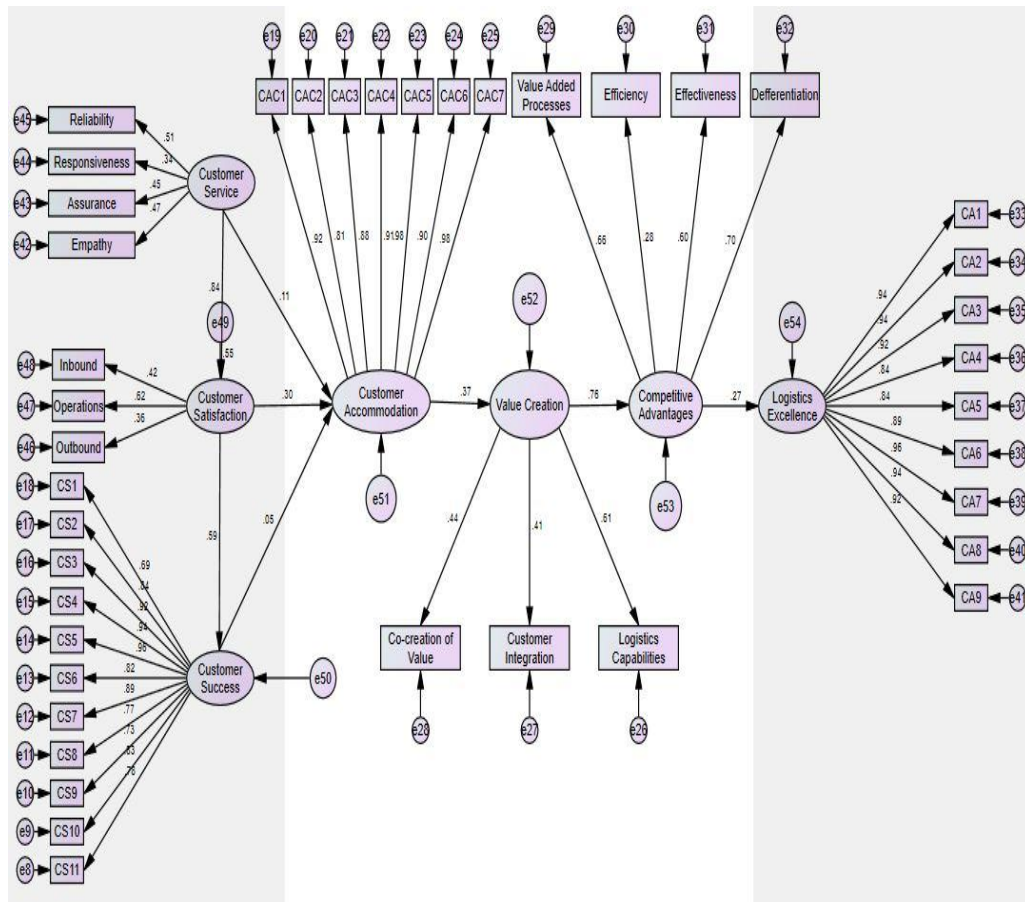 e19
e20
e21
e22
e23
e24
e25
e29
e30
e31
e32
CAC1
CAC2
CAC3
CAC4
CAC5
CAC6
CAC7
Value Added
Processes
Efficiency
Effectiveness
Defferentiation
e45
Reliability
e44
Responsiveness
e43
Assurance
e42
Empathy
.51
.34
.45
.47
Customer
Service
.84
.11
e49
.55
.92
.81
.88
.91
.98
.90
.98
e52
.66
.28
.60
.70
e54
e48
Inbound
e47
Operations
e46
Outbound
.42
.62
.36
Customer
Satisfaction
.30
Customer
Accommodation
.37
Value Creation
.76
Competitive
Advantages
.27
Logistics
Excellence
.94
.94
.92
.84
.84
.89
.96
.94
.92
CA1
e33
CA2
e34
CA3
e35
CA4
e36
CA5
e37
CA6
e38
CA7
e39
CA8
e40
CA9
e41
e51
e53
.59
.05
.44
.41
.61
e18
CS1
e17
CS2
e16
CS3
e15
CS4
e14
CS5
e13
CS6
e12
CS7
e11
CS8
e10
CS9
e9
CS10
e8
CS11
.69
.92
.94
.82
.89
.77
.73
Customer
Success
e50
Co-creation of
Value
Customer
Integration
Logistics
Capabilities
e28
e27
e26